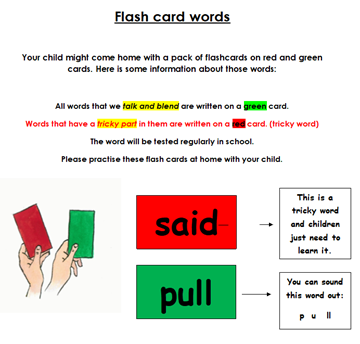 Flash card words
Your child might come home with a pack of flashcards on red and green
cards. Here is some information about those words:
All words that we talk and blend are written on a green card.
Words that have a tricky part in them are written on a red card. (tricky word)
The word will be tested regularly in school.
Please practise these flash cards at home with your child.
said
This is a
tricky word
and children
just need to
learn it.
pull
You can sound
this word out:
p u ll